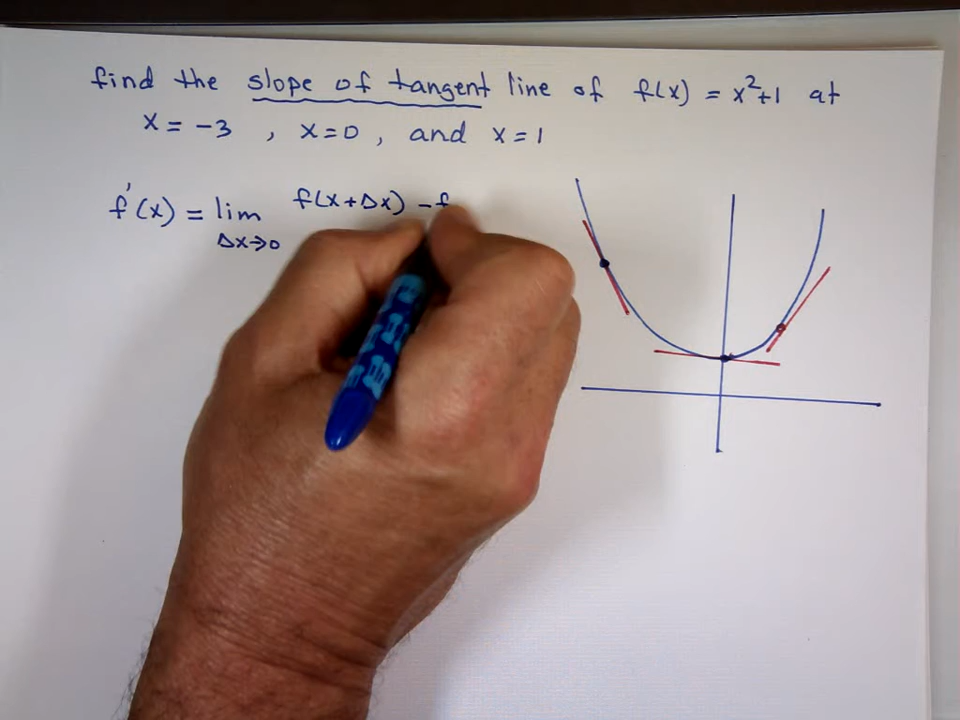 find the slope of tangent line of f(x) = x²+1 at
x = -3 , x=0 , and x=1
f'(x) = lim f(x+Δx) - f
Δx→0